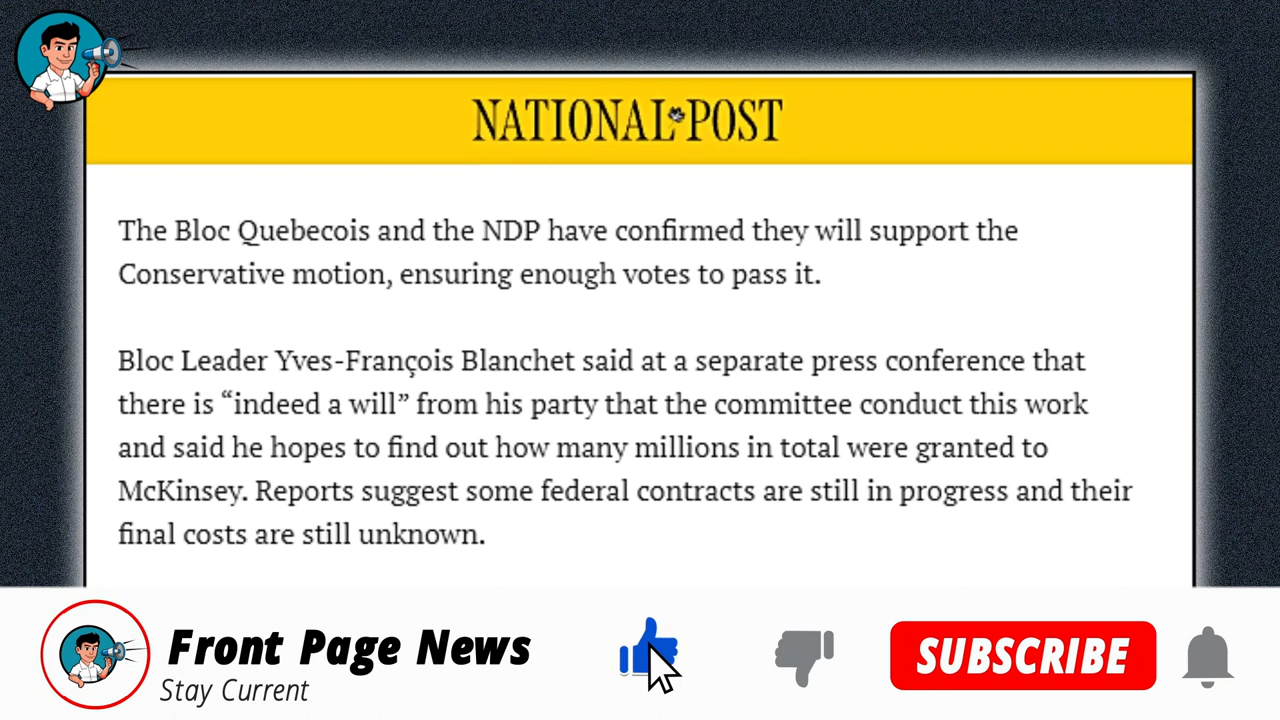 NATIONAL POST
The Bloc Quebecois and the NDP have confirmed they will support the
Conservative motion, ensuring enough votes to pass it.
Bloc Leader Yves-François Blanchet said at a separate press conference that
there is “indeed a will” from his party that the committee conduct this work
and said he hopes to find out how many millions in total were granted to
McKinsey. Reports suggest some federal contracts are still in progress and their
final costs are still unknown.
Front Page News
Stay Current
SUBSCRIBE